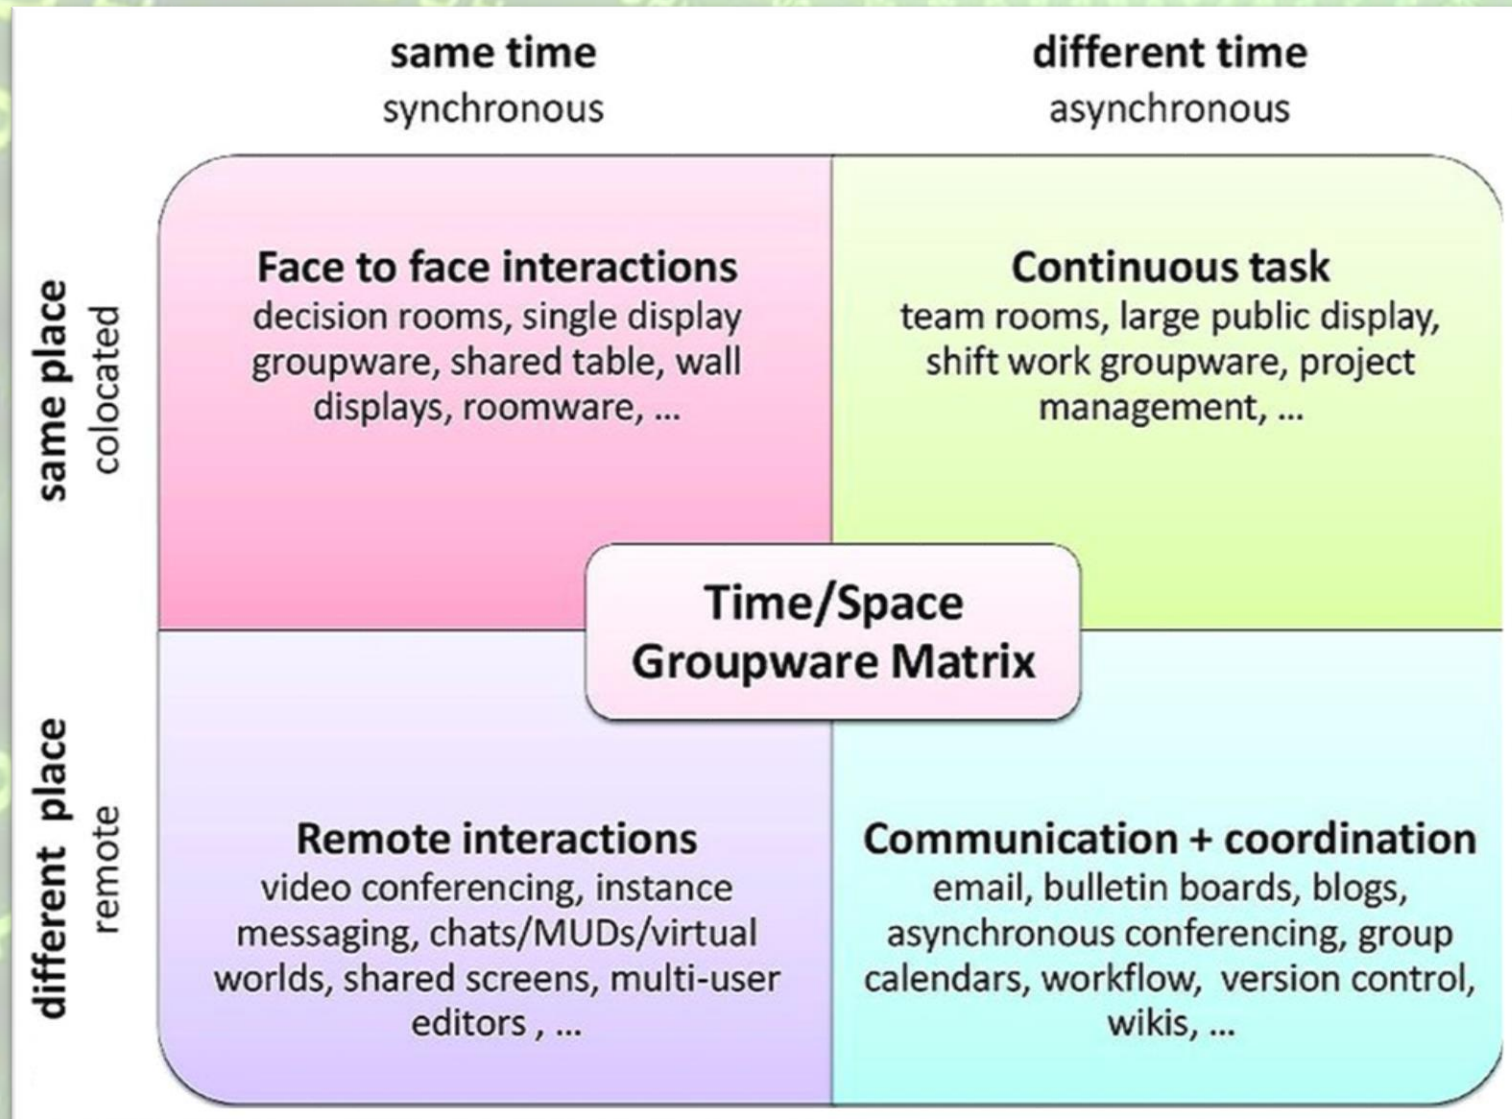 same time
synchronous
different time
asynchronous
same place
colocated
Face to face interactions
decision rooms, single display
groupware, shared table, wall
displays, roomware, ...
Continuous task
team rooms, large public display,
shift work groupware, project
management, ...
Time/Space
Groupware Matrix
different place
remote
Remote interactions
video conferencing, instance
messaging, chats/MUDs/virtual
worlds, shared screens, multi-user
editors , ...
Communication + coordination
email, bulletin boards, blogs,
asynchronous conferencing, group
calendars, workflow, version control,
wikis, ...